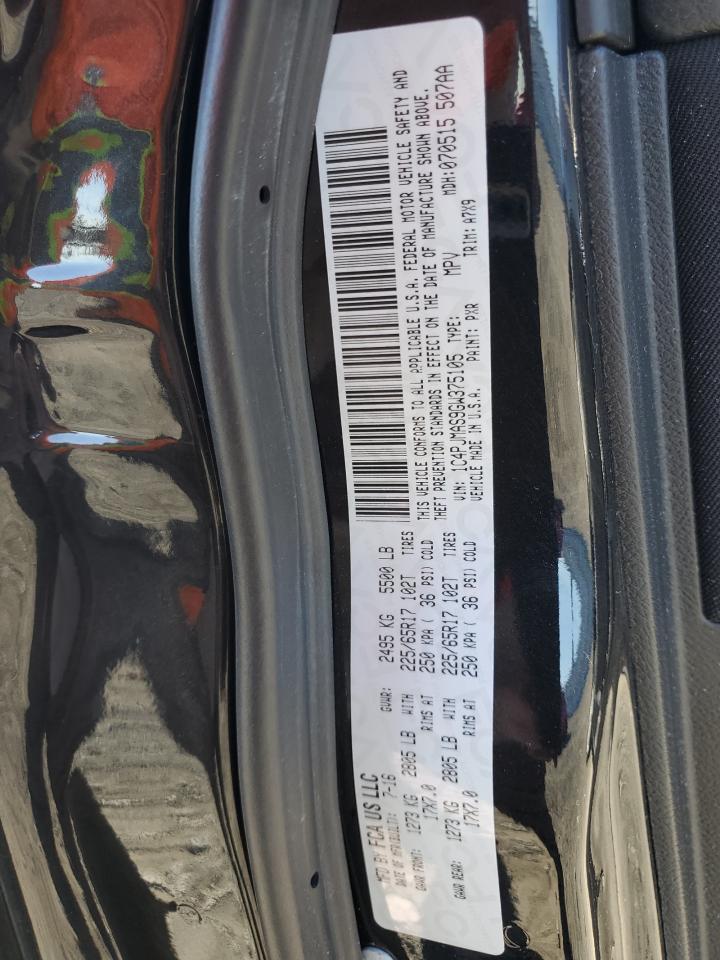 MFD BY: FCA US LLC
DATE OF MFR: 7-16 GVWR: 2495 KG 5500 LB
GAWR FRONT: 1273 KG 2805 LB WITH 225/65R17 102T TIRES
17X7.0 RIMS AT 250 KPA ( 36 PSI) COLD
GAWR REAR: 1273 KG 2805 LB WITH 225/65R17 102T TIRES
17X7.0 RIMS AT 250 KPA ( 36 PSI) COLD
THIS VEHICLE CONFORMS TO ALL APPLICABLE U.S.A. FEDERAL MOTOR VEHICLE SAFETY AND
THEFT PREVENTION STANDARDS IN EFFECT ON THE DATE OF MANUFACTURE SHOWN ABOVE.
VIN: 1C4PJMAS9GW375105 TYPE: MPV MDH:070515 507AA
VEHICLE MADE IN U.S.A. PAINT: PXR TRIM: A7X9